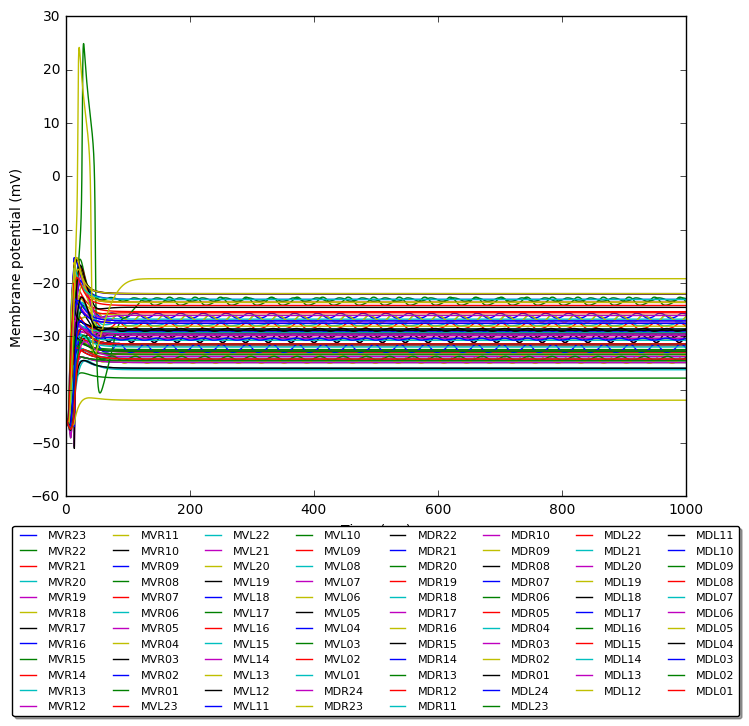 30
20
10
0
−10
−20
−30
−40
−50
−60
Membrane potential (mV)
0 200 400 600 800 1000
MVR23 MVR11 MVL22 MVL10 MDR22 MDR10 MDL22 MDL11
MVR22 MVR10 MVL21 MVL09 MDR21 MDR09 MDL21 MDL10
MVR21 MVR09 MVL20 MVL08 MDR20 MDR08 MDL20 MDL09
MVR20 MVR08 MVL19 MVL07 MDR19 MDR07 MDL19 MDL08
MVR19 MVR07 MVL18 MVL06 MDR18 MDR06 MDL18 MDL07
MVR18 MVR06 MVL17 MVL05 MDR17 MDR05 MDL17 MDL06
MVR17 MVR05 MVL16 MVL04 MDR16 MDR04 MDL16 MDL05
MVR16 MVR04 MVL15 MVL03 MDR15 MDR03 MDL15 MDL04
MVR15 MVR03 MVL14 MVL02 MDR14 MDR02 MDL14 MDL03
MVR14 MVR02 MVL13 MVL01 MDR13 MDR01 MDL13 MDL02
MVR13 MVR01 MVL12 MDR24 MDR12 MDL24 MDL12 MDL01
MVR12 MVL23 MVL11 MDR23 MDR11 MDL23